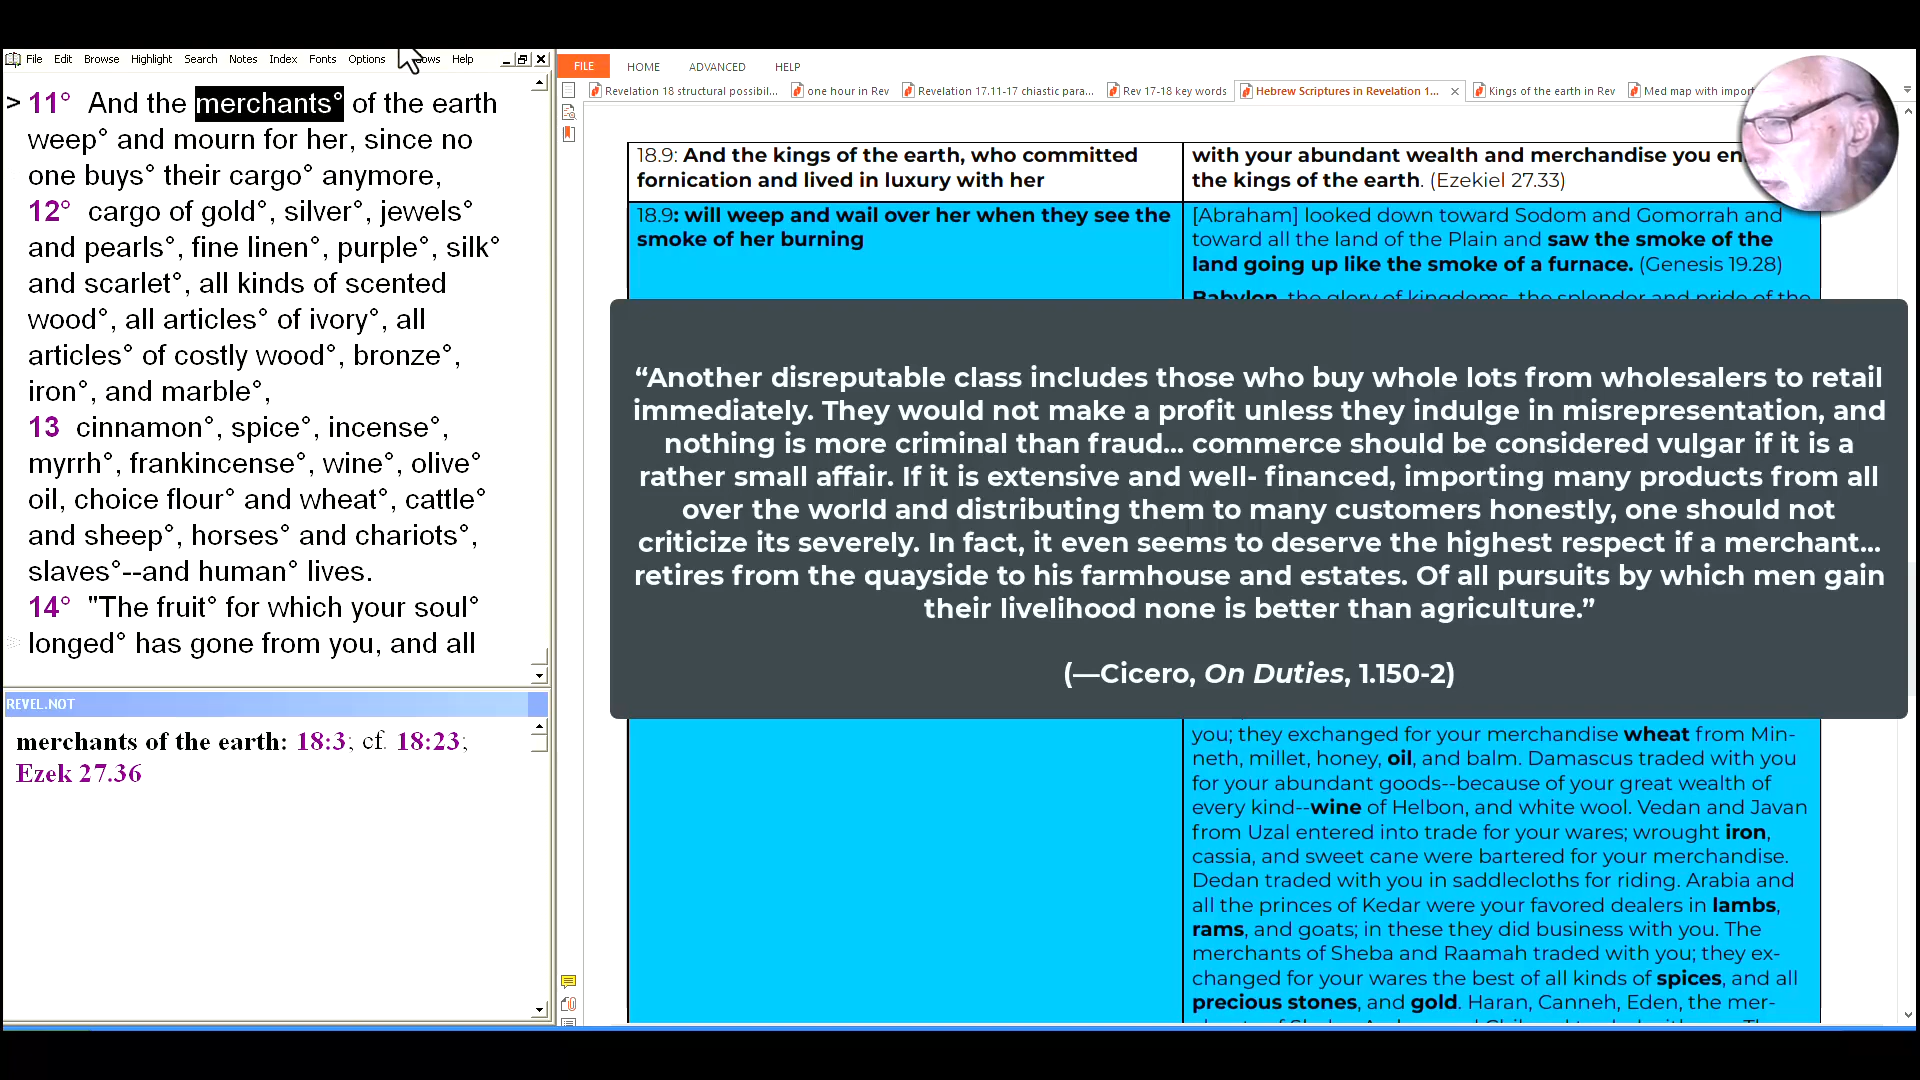 File Edit Browse Highlight Search Notes Index Fonts Options Help
> 11° And the merchants° of the earth
weep° and mourn for her, since no
one buys° their cargo° anymore,
12° cargo of gold°, silver°, jewels°
and pearls°, fine linen°, purple°, silk°
and scarlet°, all kinds of scented
wood°, all articles° of ivory°, all
articles° of costly wood°, bronze°,
iron°, and marble°,
13 cinnamon°, spice°, incense°,
myrrh°, frankincense°, wine°, olive°
oil, choice flour° and wheat°, cattle°
and sheep°, horses° and chariots°,
slaves°--and human° lives.
14° "The fruit° for which your soul°
longed° has gone from you, and all
REVEL.NOT
merchants of the earth: 18:3; cf. 18:23;
Ezek 27.36
FILE HOME ADVANCED HELP
Revelation 18 structural possibil... one hour in Rev Revelation 17.11-17 chiastic para... Rev 17-18 key words Hebrew Scriptures in Revelation 1... Kings of the earth in Rev Med map with impor
18.9: And the kings of the earth, who committed
fornication and lived in luxury with her
with your abundant wealth and merchandise you en
the kings of the earth. (Ezekiel 27.33)
18.9: will weep and wail over her when they see the
smoke of her burning
[Abraham] looked down toward Sodom and Gomorrah and
toward all the land of the Plain and saw the smoke of the
land going up like the smoke of a furnace. (Genesis 19.28)
Babylon, the glory of kingdoms, the splendor and pride of the
“Another disreputable class includes those who buy whole lots from wholesalers to retail
immediately. They would not make a profit unless they indulge in misrepresentation, and
nothing is more criminal than fraud... commerce should be considered vulgar if it is a
rather small affair. If it is extensive and well- financed, importing many products from all
over the world and distributing them to many customers honestly, one should not
criticize its severely. In fact, it even seems to deserve the highest respect if a merchant...
retires from the quayside to his farmhouse and estates. Of all pursuits by which men gain
their livelihood none is better than agriculture.”
(—Cicero, On Duties, 1.150-2)
you; they exchanged for your merchandise wheat from Min-
neth, millet, honey, oil, and balm. Damascus traded with you
for your abundant goods--because of your great wealth of
every kind--wine of Helbon, and white wool. Vedan and Javan
from Uzal entered into trade for your wares; wrought iron,
cassia, and sweet cane were bartered for your merchandise.
Dedan traded with you in saddlecloths for riding. Arabia and
all the princes of Kedar were your favored dealers in lambs,
rams, and goats; in these they did business with you. The
merchants of Sheba and Raamah traded with you; they ex-
changed for your wares the best of all kinds of spices, and all
precious stones, and gold. Haran, Canneh, Eden, the mer-